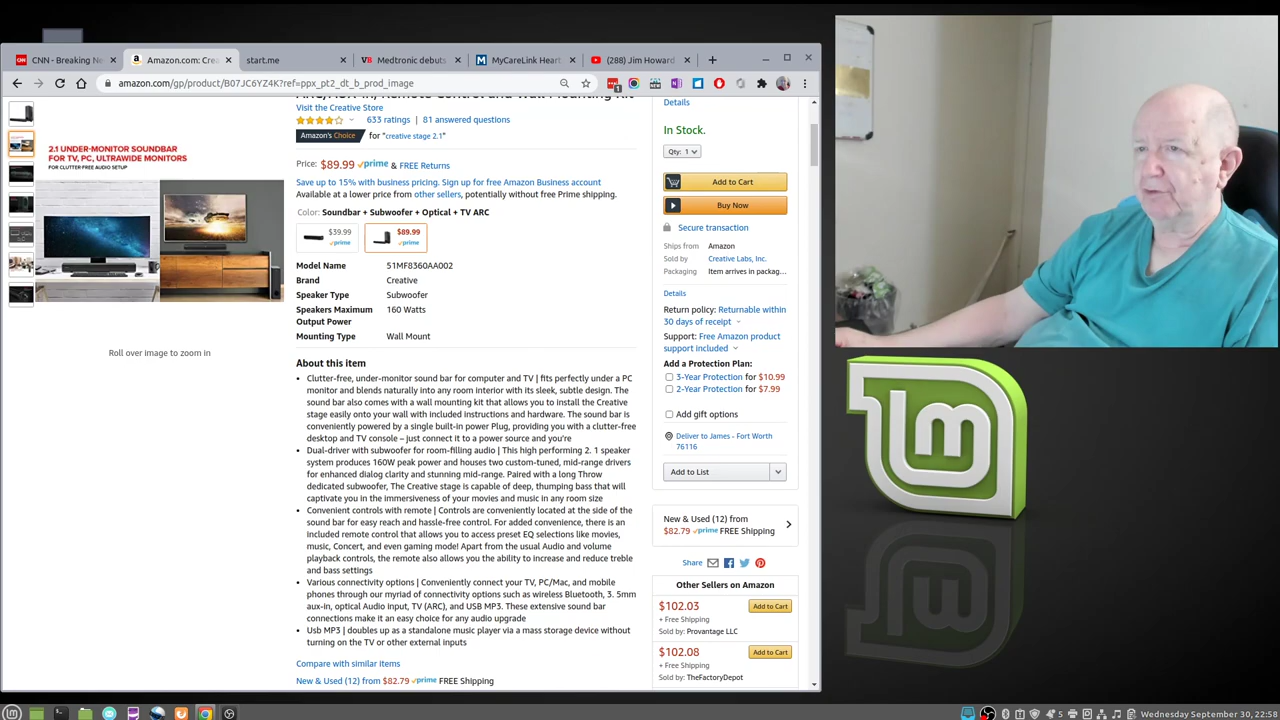 CNN - Breaking Ne
Amazon.com: Crea
start.me
Medtronic debuts
MyCareLink Heart
(288) Jim Howard
amazon.com/gp/product/B07JC6YZ4K?ref=ppx_pt2_dt_b_prod_image
Visit the Creative Store
633 ratings | 81 answered questions
Amazon's Choice for "creative stage 2.1"
2.1 UNDER-MONITOR SOUNDBAR
FOR TV, PC, ULTRAWIDE MONITORS
FOR CLUTTER FREE AUDIO SETUP
Roll over image to zoom in
Price: $89.99 prime & FREE Returns
Save up to 15% with business pricing. Sign up for free Amazon Business account
Available at a lower price from other sellers, potentially without free Prime shipping.
Color: Soundbar + Subwoofer + Optical + TV ARC
$39.99 $89.99
prime prime
Model Name 51MF8360AA002
Brand Creative
Speaker Type Subwoofer
Speakers Maximum 160 Watts
Output Power
Mounting Type Wall Mount
About this item
Clutter-free, under-monitor sound bar for computer and TV | fits perfectly under a PC
monitor and blends naturally into any room interior with its sleek, subtle design. The
sound bar also comes with a wall mounting kit that allows you to install the Creative
stage easily onto your wall with included instructions and hardware. The sound bar is
conveniently powered by a single built-in power Plug, providing you with a clutter-free
desktop and TV console – just connect it to a power source and you're
Dual-driver with subwoofer for room-filling audio | This high performing 2. 1 speaker
system produces 160W peak power and houses two custom-tuned, mid-range drivers
for enhanced dialog clarity and stunning mid-range. Paired with a long Throw
dedicated subwoofer, The Creative stage is capable of deep, thumping bass that will
captivate you in the immersiveness of your movies and music in any room size
Convenient controls with remote | Controls are conveniently located at the side of the
sound bar for easy reach and hassle-free control. For added convenience, there is an
included remote control that allows you to access preset EQ selections like movies,
music, Concert, and even gaming mode! Apart from the usual Audio and volume
playback controls, the remote also allows you the ability to increase and reduce treble
and bass settings
Various connectivity options | Conveniently connect your TV, PC/Mac, and mobile
phones through our myriad of connectivity options such as wireless Bluetooth, 3. 5mm
aux-in, optical Audio input, TV (ARC), and USB MP3. These extensive sound bar
connections make it an easy choice for any audio upgrade
Usb MP3 | doubles up as a standalone music player via a mass storage device without
turning on the TV or other external inputs
Compare with similar items
New & Used (12) from $82.79 prime FREE Shipping
Details
In Stock.
Qty: 1
Add to Cart
Buy Now
Secure transaction
Ships from Amazon
Sold by Creative Labs, Inc.
Packaging Item arrives in packag...
Details
Return policy: Returnable within
30 days of receipt
Support: Free Amazon product
support included
Add a Protection Plan:
3-Year Protection for $10.99
2-Year Protection for $7.99
Add gift options
Deliver to James - Fort Worth
76116
Add to List
New & Used (12) from
$82.79 prime FREE Shipping
Share
Other Sellers on Amazon
$102.03 Add to Cart
+ Free Shipping
Sold by: Provantage LLC
$102.08 Add to Cart
+ Free Shipping
Sold by: TheFactoryDepot
5
Wednesday September 30, 22:58